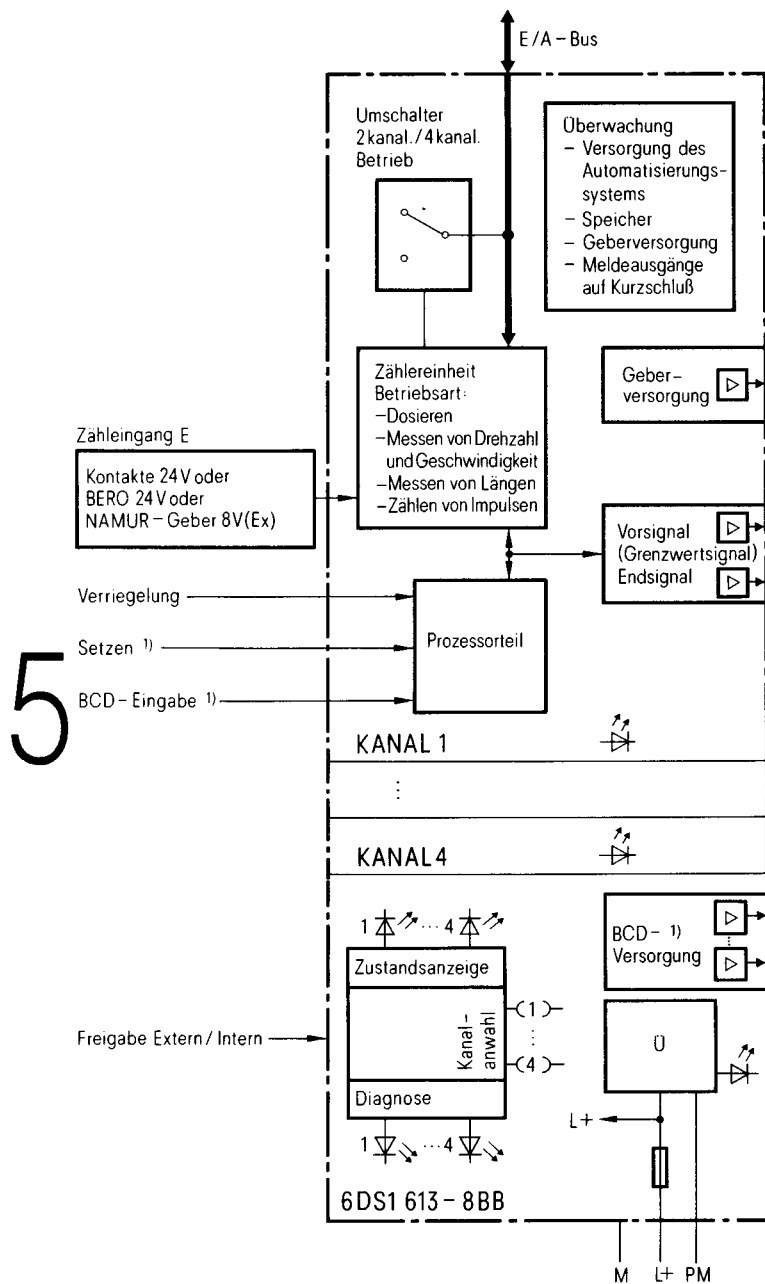 E/A-Bus
Umschalter
2kanal./4kanal.
Betrieb
Überwachung
- Versorgung des
Automatisierungs-
systems
- Speicher
- Geberversorgung
- Meldeausgänge
auf Kurzschluß
Zählereinheit
Betriebsart:
-Dosieren
-Messen von Drehzahl
und Geschwindigkeit
-Messen von Längen
-Zählen von Impulsen
Geber-
versorgung
Zähleingang E
Kontakte 24V oder
BERO 24V oder
NAMUR-Geber 8V(Ex)
Vorsignal
(Grenzwertsignal)
Endsignal
Verriegelung
Setzen 1)
BCD-Eingabe 1)
Prozessorteil
5
KANAL 1
⋮
KANAL 4
1 ... 4
Zustandsanzeige
Kanal-
anwahl
(1)
⋮
(4)
Diagnose
1 ... 4
BCD- 1)
Versorgung
Freigabe Extern/Intern
Ü
L+
6DS1 613-8BB
M L+ PM